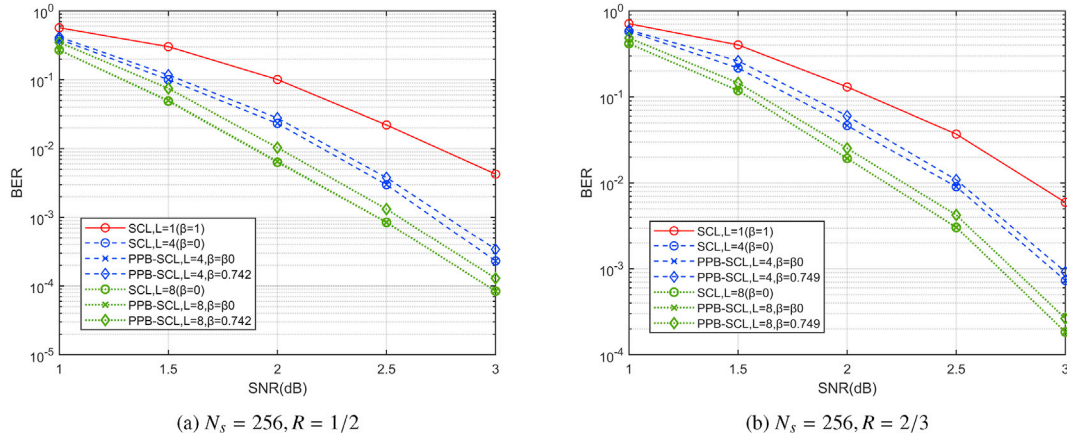 10^0
10^-1
10^-2
10^-3
10^-4
10^-5
BER
SCL,L=1(β=1)
SCL,L=4(β=0)
PPB-SCL,L=4,β=β0
PPB-SCL,L=4,β=0.742
SCL,L=8(β=0)
PPB-SCL,L=8,β=β0
PPB-SCL,L=8,β=0.742
1 1.5 2 2.5 3
SNR(dB)
(a) N_s = 256, R = 1/2
10^0
10^-1
10^-2
10^-3
10^-4
BER
SCL,L=1(β=1)
SCL,L=4(β=0)
PPB-SCL,L=4,β=β0
PPB-SCL,L=4,β=0.749
SCL,L=8(β=0)
PPB-SCL,L=8,β=β0
PPB-SCL,L=8,β=0.749
1 1.5 2 2.5 3
SNR(dB)
(b) N_s = 256, R = 2/3